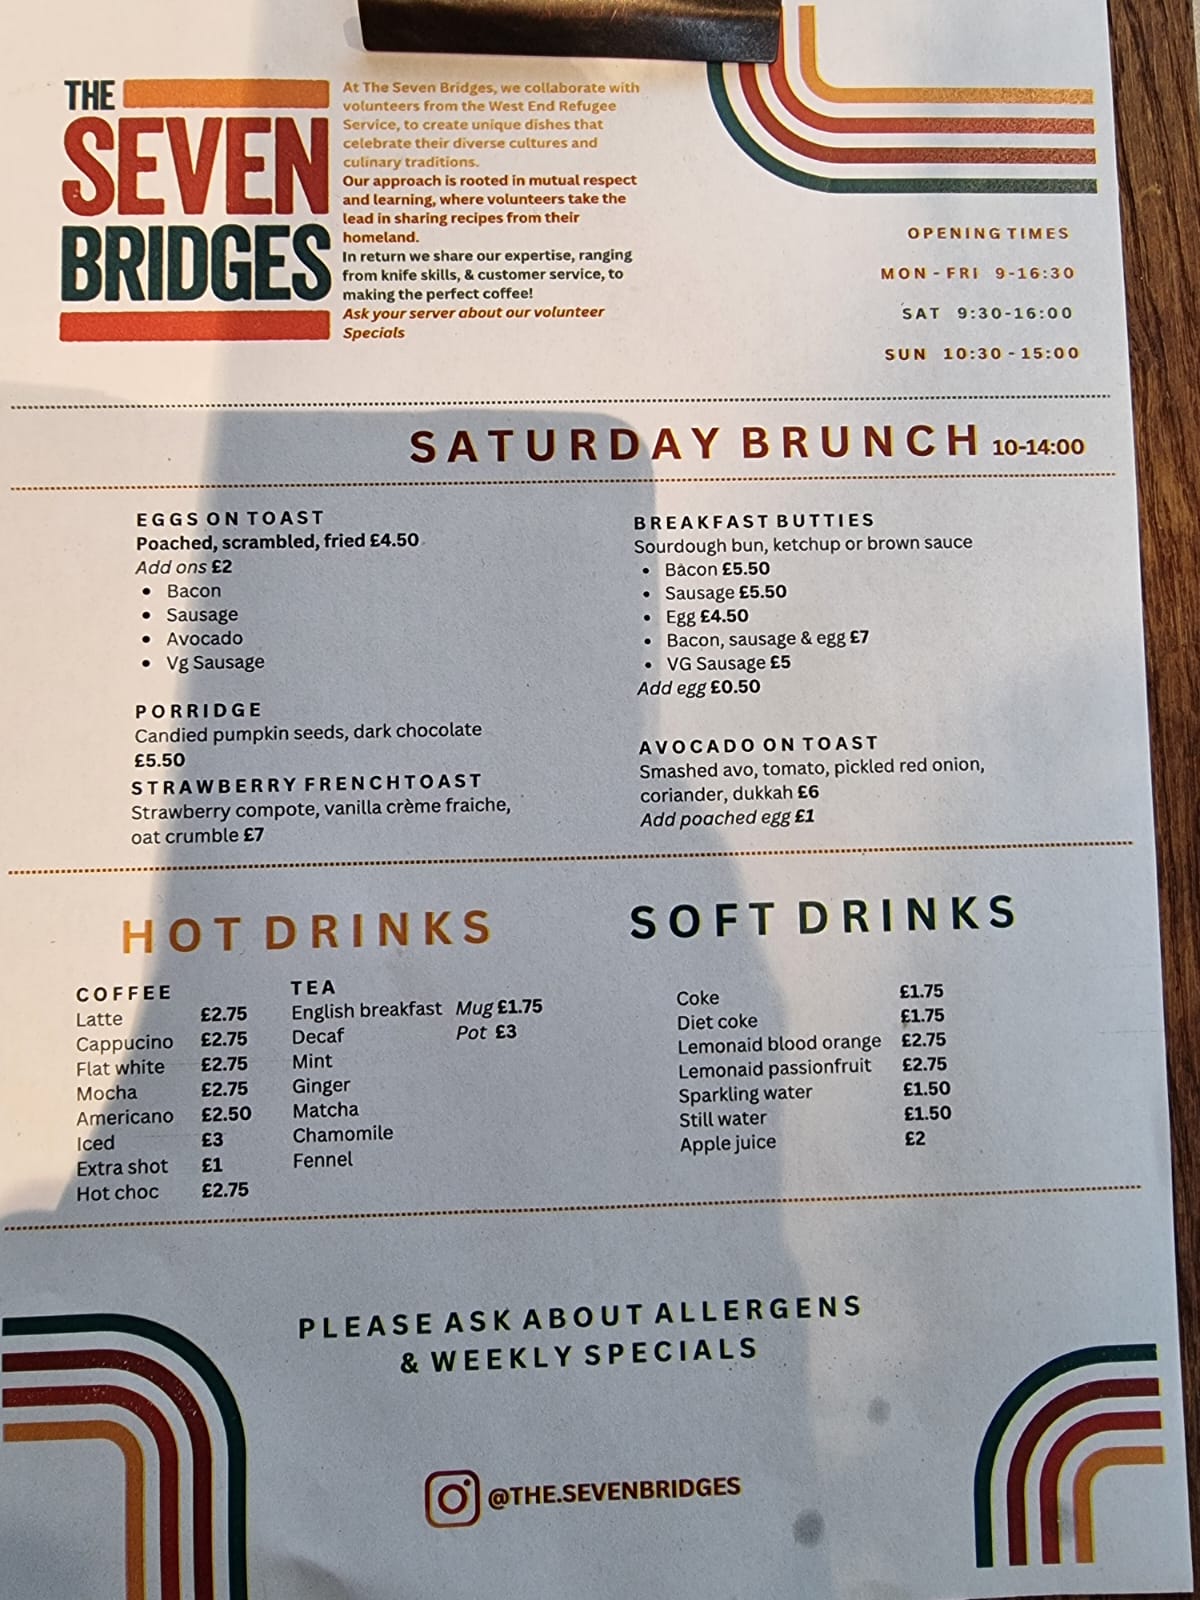 THE
SEVEN
BRIDGES
At The Seven Bridges, we collaborate with
volunteers from the West End Refugee
Service, to create unique dishes that
celebrate their diverse cultures and
culinary traditions.
Our approach is rooted in mutual respect
and learning, where volunteers take the
lead in sharing recipes from their
homeland.
In return we share our expertise, ranging
from knife skills, & customer service, to
making the perfect coffee!
Ask your server about our volunteer
Specials
OPENING TIMES
MON - FRI 9-16:30
SAT 9:30-16:00
SUN 10:30 - 15:00
SATURDAY BRUNCH 10-14:00
EGGS ON TOAST
Poached, scrambled, fried £4.50
Add ons £2
• Bacon
• Sausage
• Avocado
• Vg Sausage
PORRIDGE
Candied pumpkin seeds, dark chocolate
£5.50
STRAWBERRY FRENCHTOAST
Strawberry compote, vanilla crème fraiche,
oat crumble £7
BREAKFAST BUTTIES
Sourdough bun, ketchup or brown sauce
• Bacon £5.50
• Sausage £5.50
• Egg £4.50
• Bacon, sausage & egg £7
• VG Sausage £5
Add egg £0.50
AVOCADO ON TOAST
Smashed avo, tomato, pickled red onion,
coriander, dukkah £6
Add poached egg £1
HOT DRINKS
COFFEE
Latte £2.75
Cappucino £2.75
Flat white £2.75
Mocha £2.75
Americano £2.50
Iced £3
Extra shot £1
Hot choc £2.75
TEA
English breakfast Mug £1.75
Decaf Pot £3
Mint
Ginger
Matcha
Chamomile
Fennel
SOFT DRINKS
Coke £1.75
Diet coke £1.75
Lemonaid blood orange £2.75
Lemonaid passionfruit £2.75
Sparkling water £1.50
Still water £1.50
Apple juice £2
PLEASE ASK ABOUT ALLERGENS
& WEEKLY SPECIALS
@THE.SEVENBRIDGES